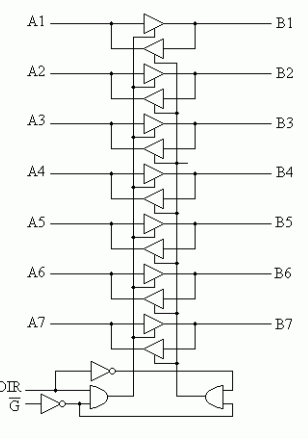 A1 B1
A2 B2
A3 B3
A4 B4
A5 B5
A6 B6
A7 B7
DIR
G̅